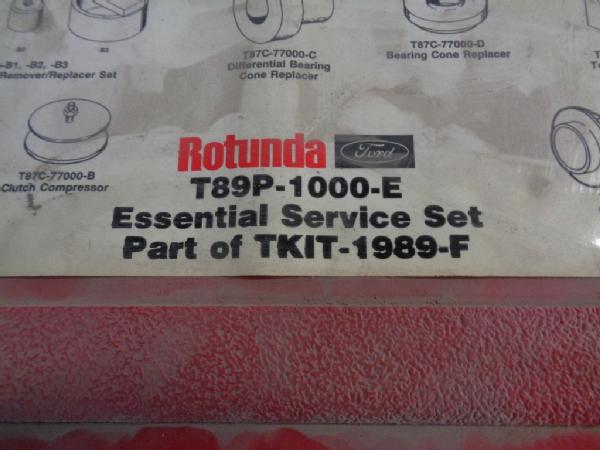 -B1, -B2, -B3
Remover/Replacer Set
-B1
-B3
T87C-77000-C
Differential Bearing
Cone Replacer
T87C-77000-D
Bearing Cone Replacer
T87C-77000-B
Clutch Compressor
Rotunda Ford
T89P-1000-E
Essential Service Set
Part of TKIT-1989-F